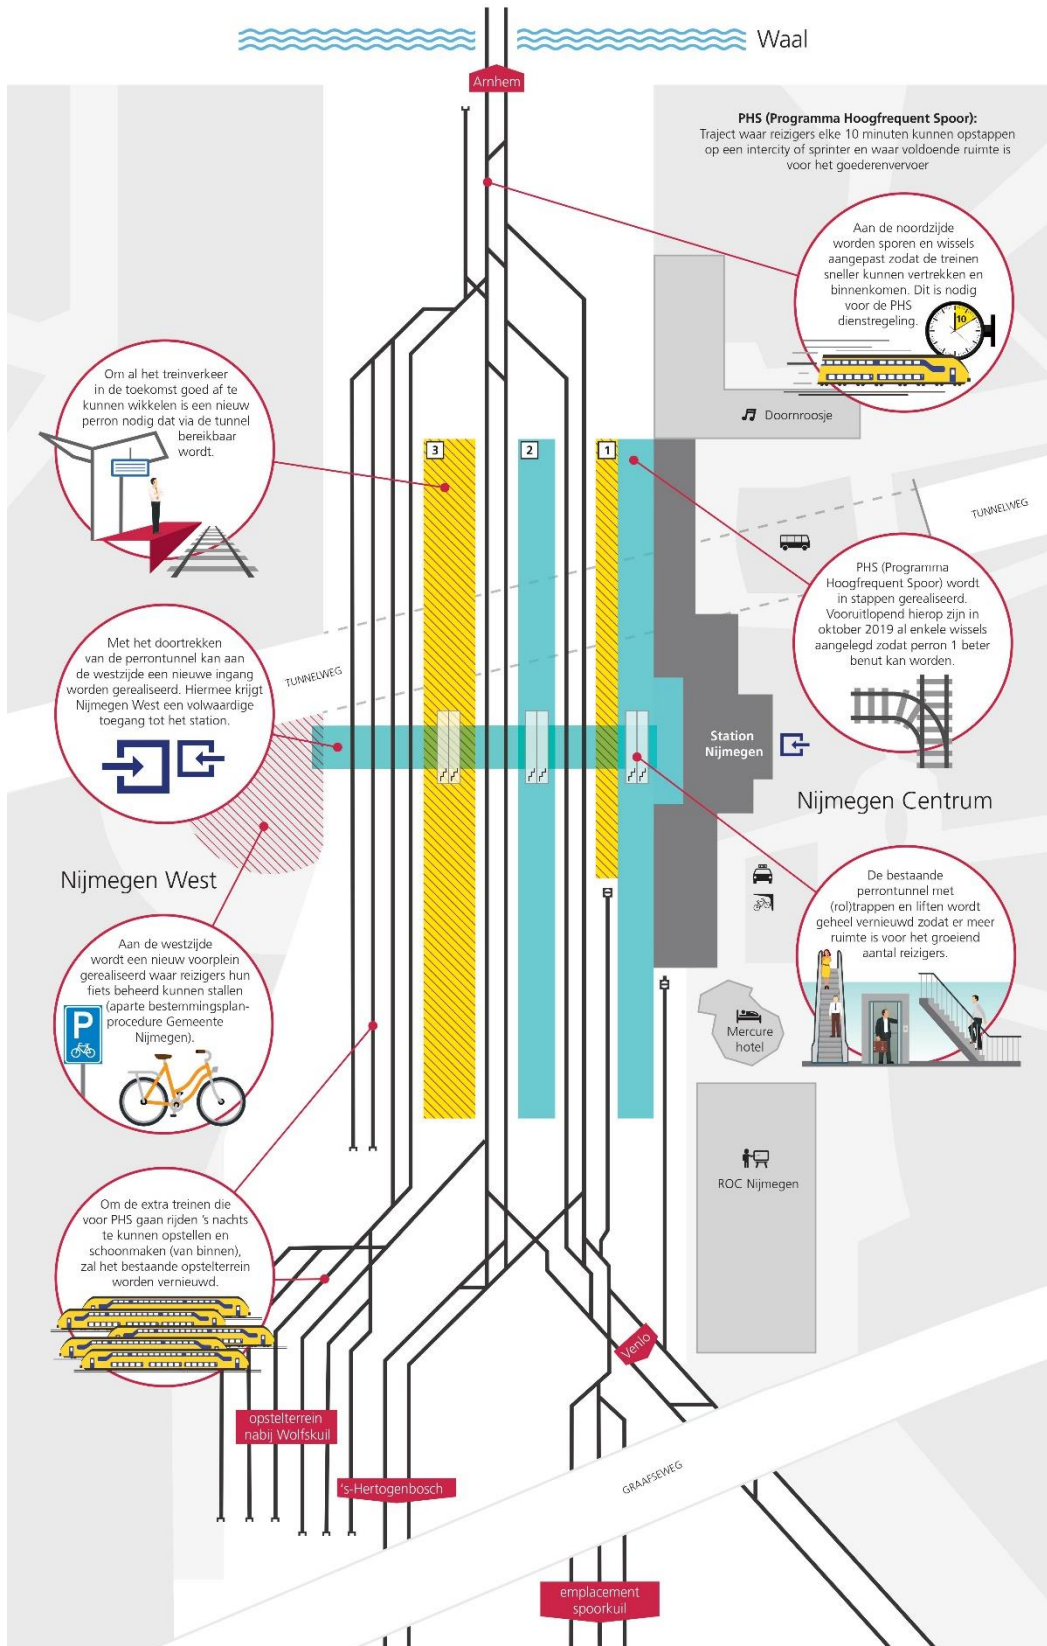 Waal
Arnhem
PHS (Programma Hoogfrequent Spoor):
Traject waar reizigers elke 10 minuten kunnen opstappen
op een intercity of sprinter en waar voldoende ruimte is
voor het goederenvervoer
Aan de noordzijde
worden sporen en wissels
aangepast zodat de treinen
sneller kunnen vertrekken en
binnenkomen. Dit is nodig
voor de PHS
dienstregeling.
10
Om al het treinverkeer
in de toekomst goed af te
kunnen wikkelen is een nieuw
perron nodig dat via de tunnel
bereikbaar
wordt.
Doornroosje
3
2
1
TUNNELWEG
PHS (Programma
Hoogfrequent Spoor) wordt
in stappen gerealiseerd.
Vooruitlopend hierop zijn in
oktober 2019 al enkele wissels
aangelegd zodat perron 1 beter
benut kan worden.
Met het doortrekken
van de perrontunnel kan aan
de westzijde een nieuwe ingang
worden gerealiseerd. Hiermee krijgt
Nijmegen West een volwaardige
toegang tot het station.
TUNNELWEG
Station
Nijmegen
Nijmegen Centrum
Nijmegen West
De bestaande
perrontunnel met
(rol)trappen en liften wordt
geheel vernieuwd zodat er meer
ruimte is voor het groeiend
aantal reizigers.
Aan de westzijde
wordt een nieuw voorplein
gerealiseerd waar reizigers hun
fiets beheerd kunnen stallen
(aparte bestemmingsplan-
procedure Gemeente
Nijmegen).
P
Mercure
hotel
ROC Nijmegen
Om de extra treinen die
voor PHS gaan rijden 's nachts
te kunnen opstellen en
schoonmaken (van binnen),
zal het bestaande opstelterrein
worden vernieuwd.
Venlo
opstelterrein
nabij Wolfskuil
's-Hertogenbosch
GRAAFSEWEG
emplacement
spoorkuil